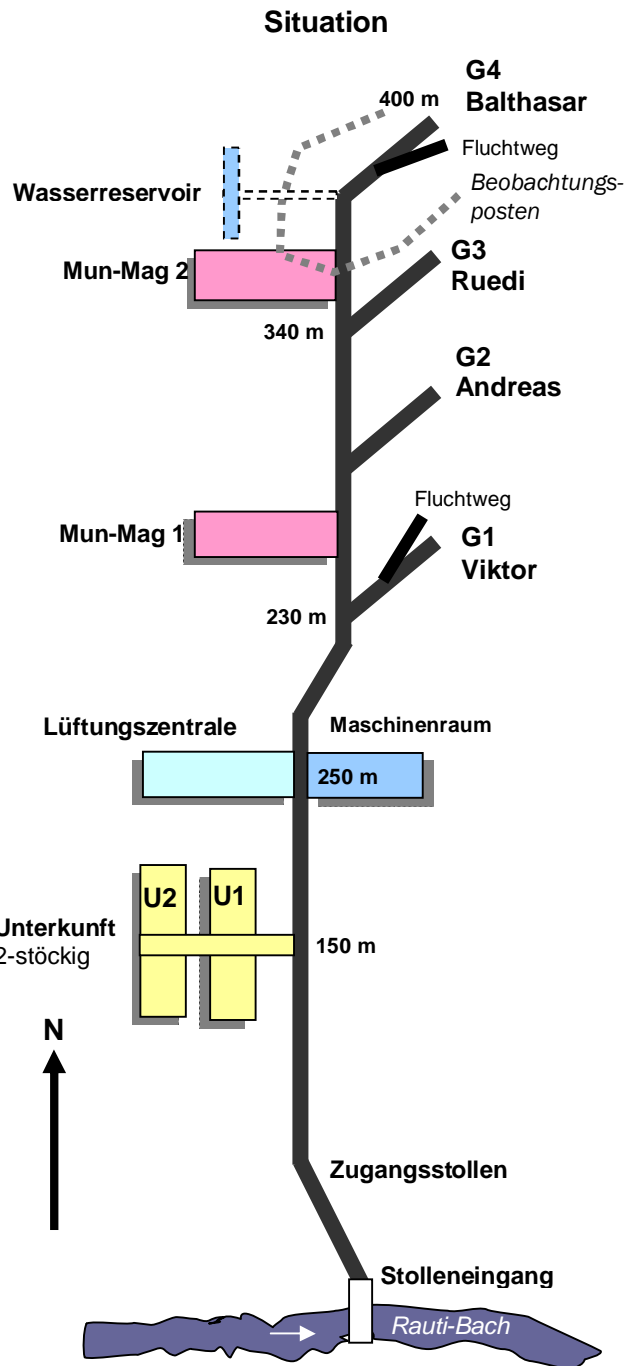 Situation
G4
Balthasar
400 m
Fluchtweg
Wasserreservoir
Beobachtungs-
posten
Mun-Mag 2
G3
Ruedi
340 m
G2
Andreas
Fluchtweg
Mun-Mag 1
G1
Viktor
230 m
Lüftungszentrale
Maschinenraum
250 m
U2
U1
Unterkunft
2-stöckig
150 m
N
Zugangsstollen
Stolleneingang
Rauti-Bach